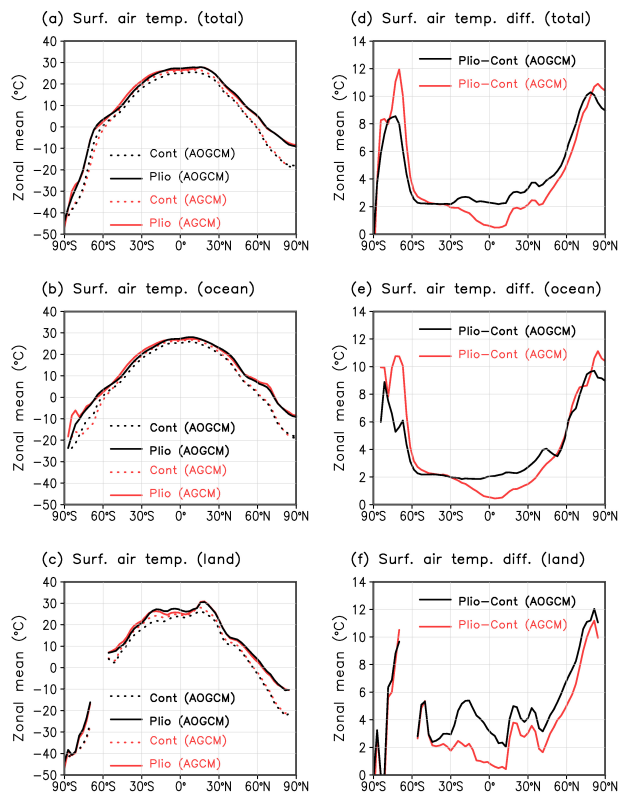 (a) Surf. air temp. (total)
40
30
20
10
0
−10
−20
−30
−40
−50
Zonal mean (°C)
Cont (AOGCM)
Plio (AOGCM)
Cont (AGCM)
Plio (AGCM)
90°S 60°S 30°S 0° 30°N 60°N 90°N
(d) Surf. air temp. diff. (total)
14
12
10
8
6
4
2
0
Zonal mean (°C)
Plio−Cont (AOGCM)
Plio−Cont (AGCM)
90°S 60°S 30°S 0° 30°N 60°N 90°N
(b) Surf. air temp. (ocean)
40
30
20
10
0
−10
−20
−30
−40
−50
Zonal mean (°C)
Cont (AOGCM)
Plio (AOGCM)
Cont (AGCM)
Plio (AGCM)
90°S 60°S 30°S 0° 30°N 60°N 90°N
(e) Surf. air temp. diff. (ocean)
14
12
10
8
6
4
2
0
Zonal mean (°C)
Plio−Cont (AOGCM)
Plio−Cont (AGCM)
90°S 60°S 30°S 0° 30°N 60°N 90°N
(c) Surf. air temp. (land)
40
30
20
10
0
−10
−20
−30
−40
−50
Zonal mean (°C)
Cont (AOGCM)
Plio (AOGCM)
Cont (AGCM)
Plio (AGCM)
90°S 60°S 30°S 0° 30°N 60°N 90°N
(f) Surf. air temp. diff. (land)
14
12
10
8
6
4
2
0
Zonal mean (°C)
Plio−Cont (AOGCM)
Plio−Cont (AGCM)
90°S 60°S 30°S 0° 30°N 60°N 90°N